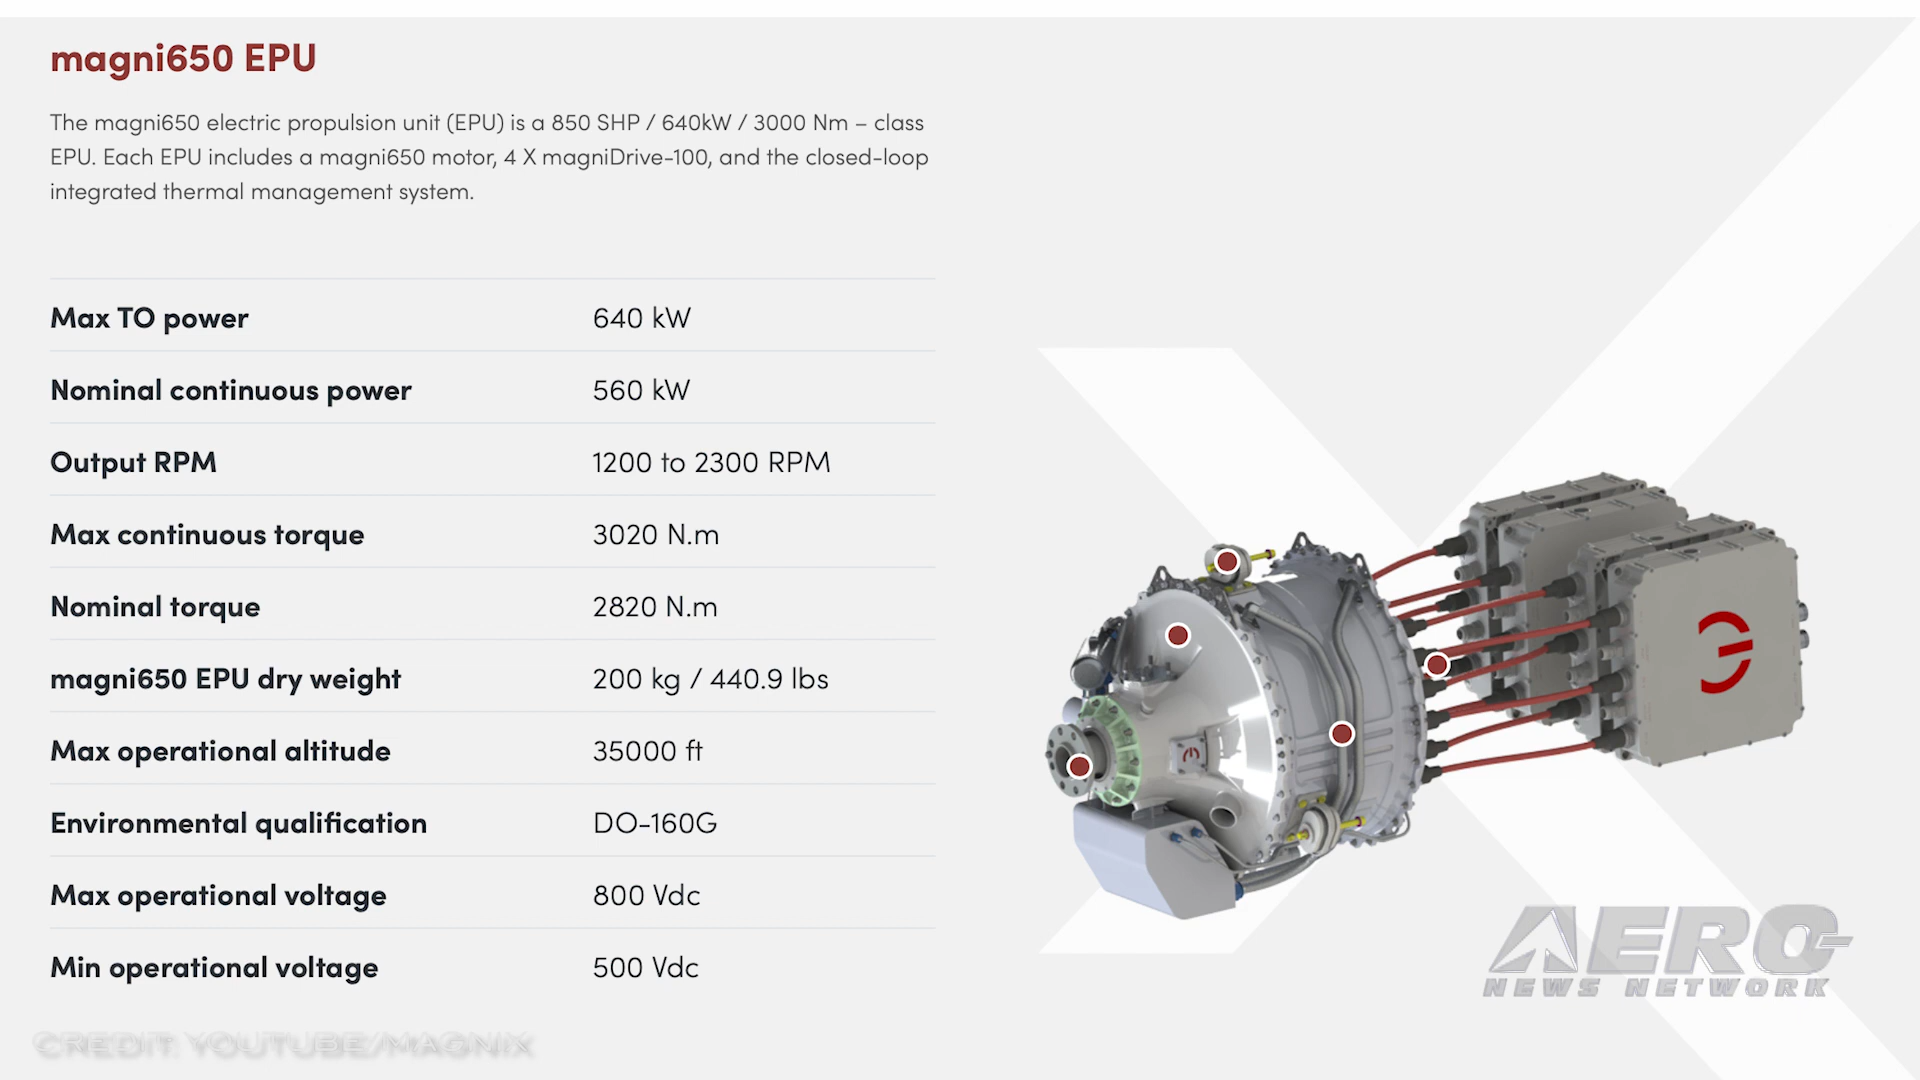 magni650 EPU
The magni650 electric propulsion unit (EPU) is a 850 SHP / 640kW / 3000 Nm – class
EPU. Each EPU includes a magni650 motor, 4 X magniDrive-100, and the closed-loop
integrated thermal management system.
Max TO power 640 kW
Nominal continuous power 560 kW
Output RPM 1200 to 2300 RPM
Max continuous torque 3020 N.m
Nominal torque 2820 N.m
magni650 EPU dry weight 200 kg / 440.9 lbs
Max operational altitude 35000 ft
Environmental qualification DO-160G
Max operational voltage 800 Vdc
Min operational voltage 500 Vdc
AERO-
NEWS NETWORK
CREDIT: YOUTUBE/MAGNIX